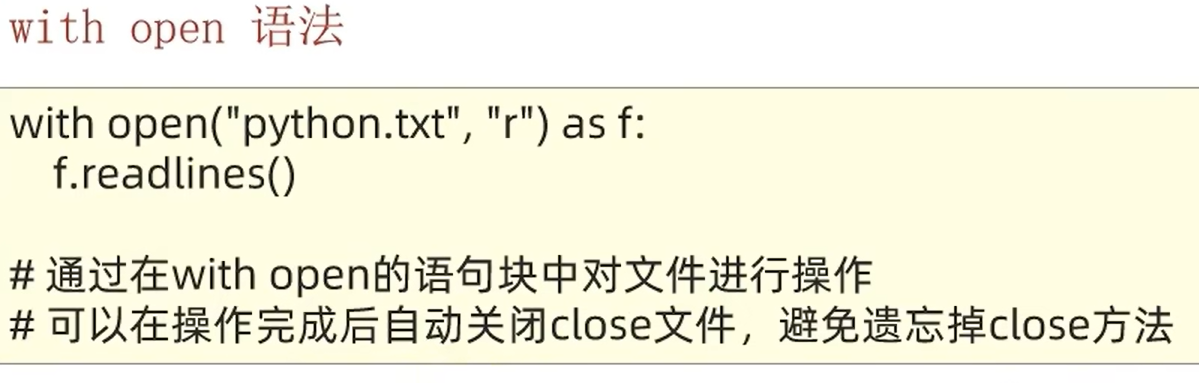 with open 语法
with open("python.txt", "r") as f:
    f.readlines()
# 通过在with open的语句块中对文件进行操作
# 可以在操作完成后自动关闭close文件，避免遗忘掉close方法